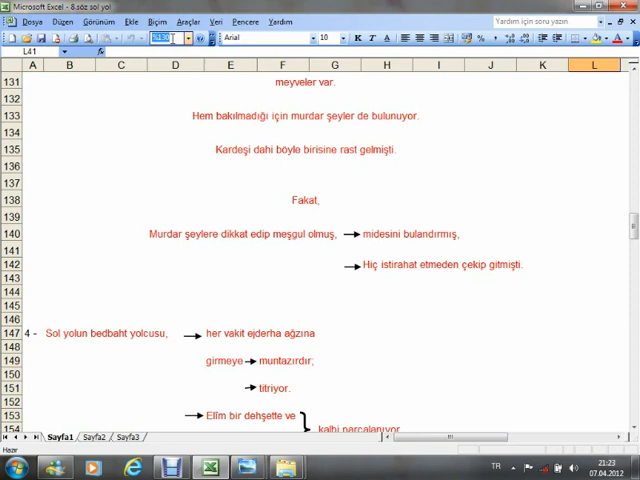 Microsoft Excel - 8.söz sol yol
Dosya Düzen Görünüm Ekle Biçim Araçlar Veri Pencere Yardım
Yardım için soru yazın
Arial 10
L41 fx
A B C D E F G H I J K L
131 meyveler var.
132
133 Hem bakılmadığı için murdar şeyler de bulunuyor.
134
135 Kardeşi dahi böyle birisine rast gelmişti.
136
137
138 Fakat,
139
140 Murdar şeylere dikkat edip meşgul olmuş, midesini bulandırmış,
141
142 Hiç istirahat etmeden çekip gitmişti.
143
144
145
146
147 4 - Sol yolun bedbaht yolcusu, her vakit ejderha ağzına
148
149 girmeye muntazırdır;
150
151 titriyor.
152
153 Elîm bir dehşette ve
154 kalbi parçalanıyor
Sayfa1 Sayfa2 Sayfa3
Hazır
TR 21:23
07.04.2012